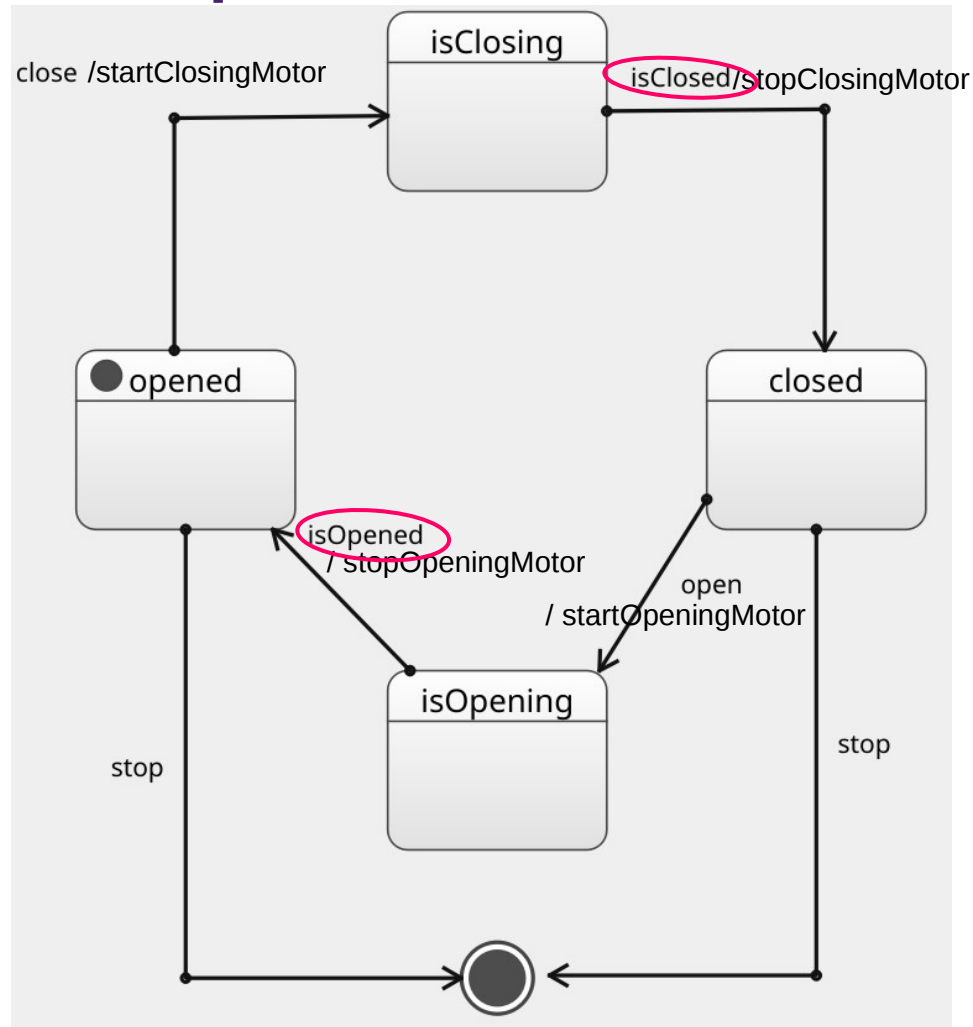 isClosing
close /startClosingMotor
isClosed/stopClosingMotor
opened
closed
isOpened
/ stopOpeningMotor
open
/ startOpeningMotor
isOpening
stop
stop